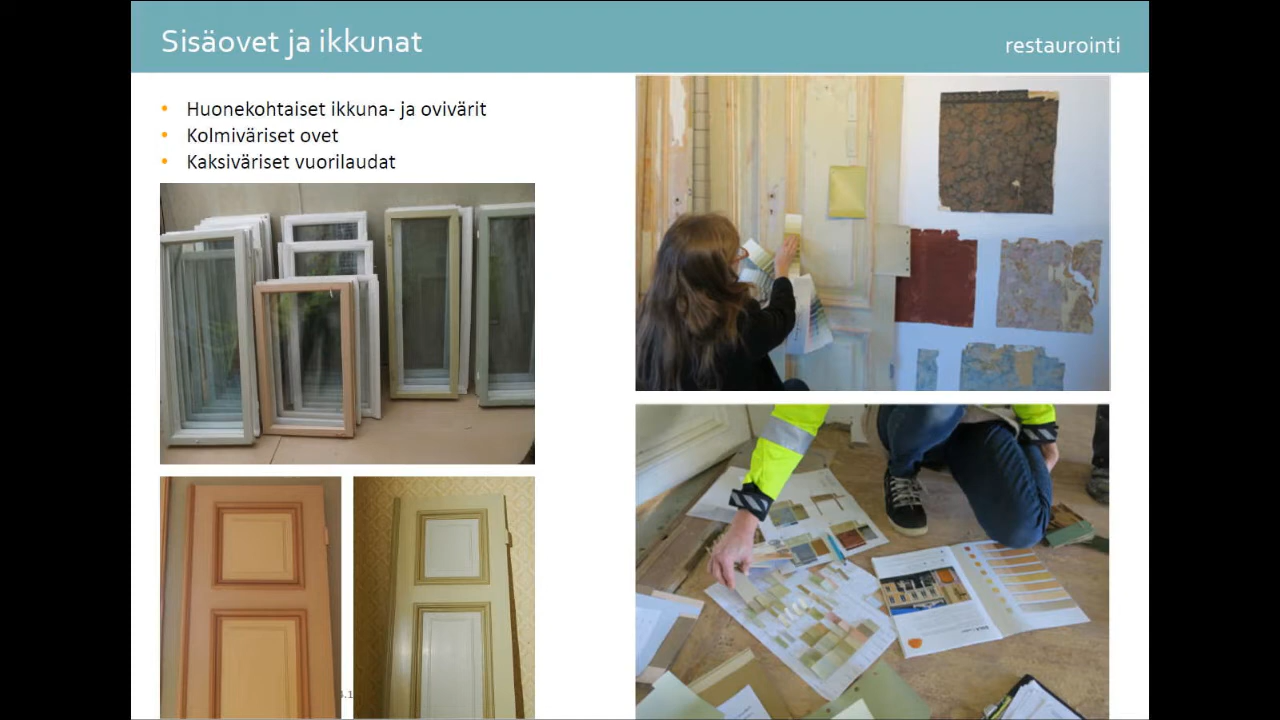 Sisäovet ja ikkunat
restaurointi
• Huonekohtaiset ikkuna- ja ovivärit
• Kolmiväriset ovet
• Kaksiväriset vuorilaudat